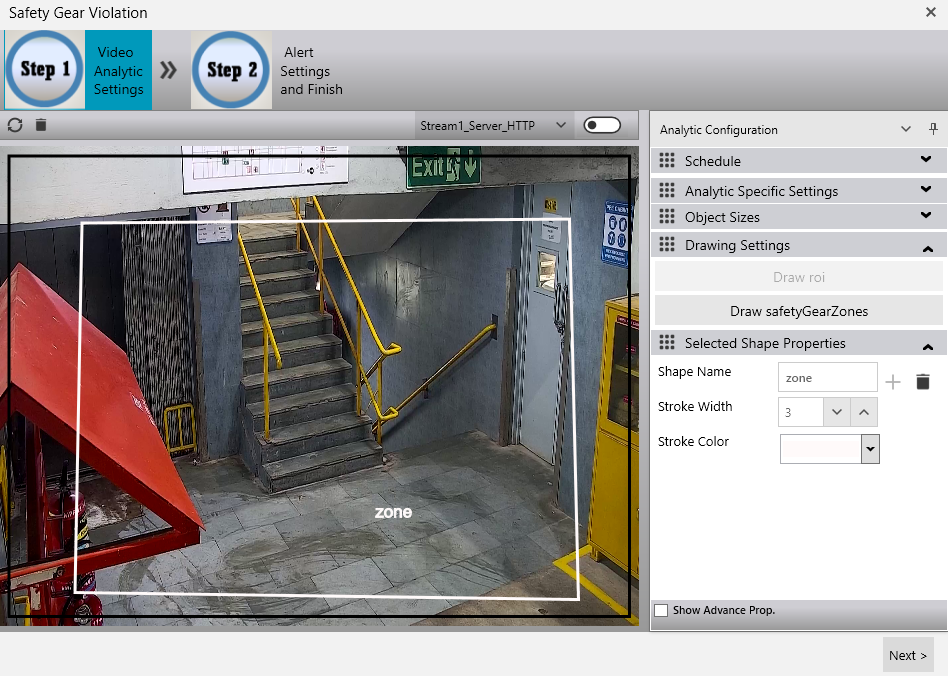 Safety Gear Violation
Step 1
Video
Analytic
Settings
Step 2
Alert
Settings
and Finish
Stream1_Server_HTTP
Exit
zone
Analytic Configuration
Schedule
Analytic Specific Settings
Object Sizes
Drawing Settings
Draw roi
Draw safetyGearZones
Selected Shape Properties
Shape Name
zone
Stroke Width
3
Stroke Color
Show Advance Prop.
Next >